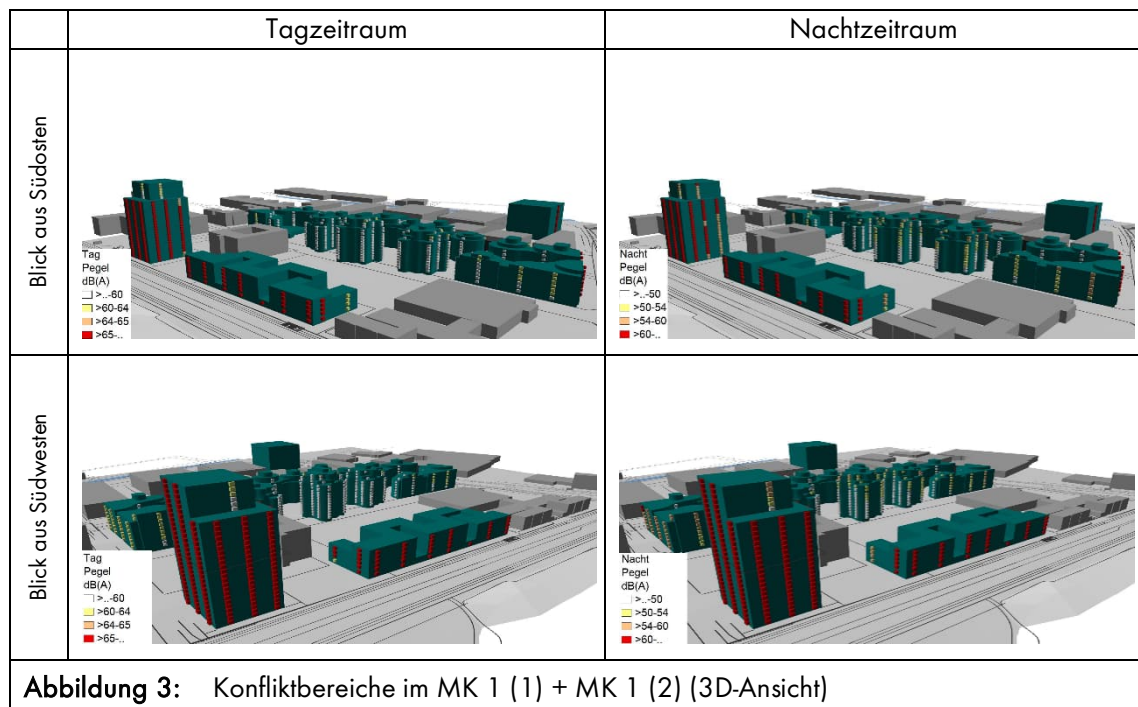 Tagzeitraum
Nachtzeitraum
Blick aus Südosten
Tag
Pegel
dB(A)
>..-60
>60-64
>64-65
>65-..
Nacht
Pegel
dB(A)
>..-50
>50-54
>54-60
>60-..
Blick aus Südwesten
Tag
Pegel
dB(A)
>..-60
>60-64
>64-65
>65-..
Nacht
Pegel
dB(A)
>..-50
>50-54
>54-60
>60-..
Abbildung 3: Konfliktbereiche im MK 1 (1) + MK 1 (2) (3D-Ansicht)